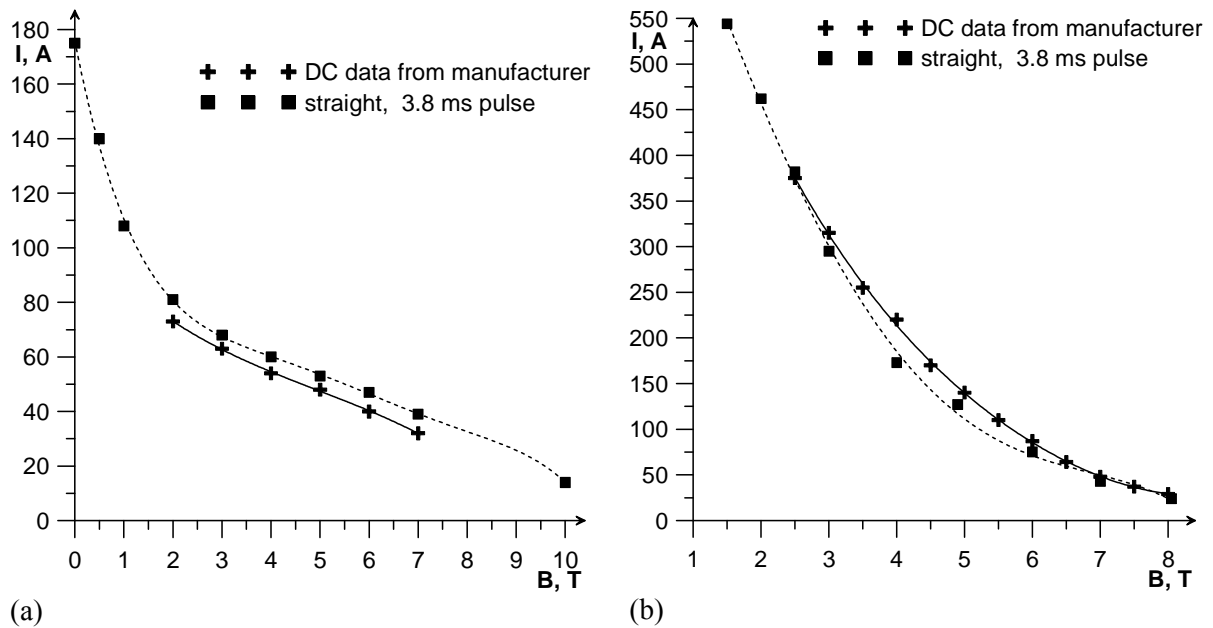 180
I, A
160
140
120
100
80
60
40
20
0
DC data from manufacturer
straight, 3.8 ms pulse
0 1 2 3 4 5 6 7 8 9 10
B, T
(a)
550
I, A
500
450
400
350
300
250
200
150
100
50
0
DC data from manufacturer
straight, 3.8 ms pulse
1 2 3 4 5 6 7 8
B, T
(b)